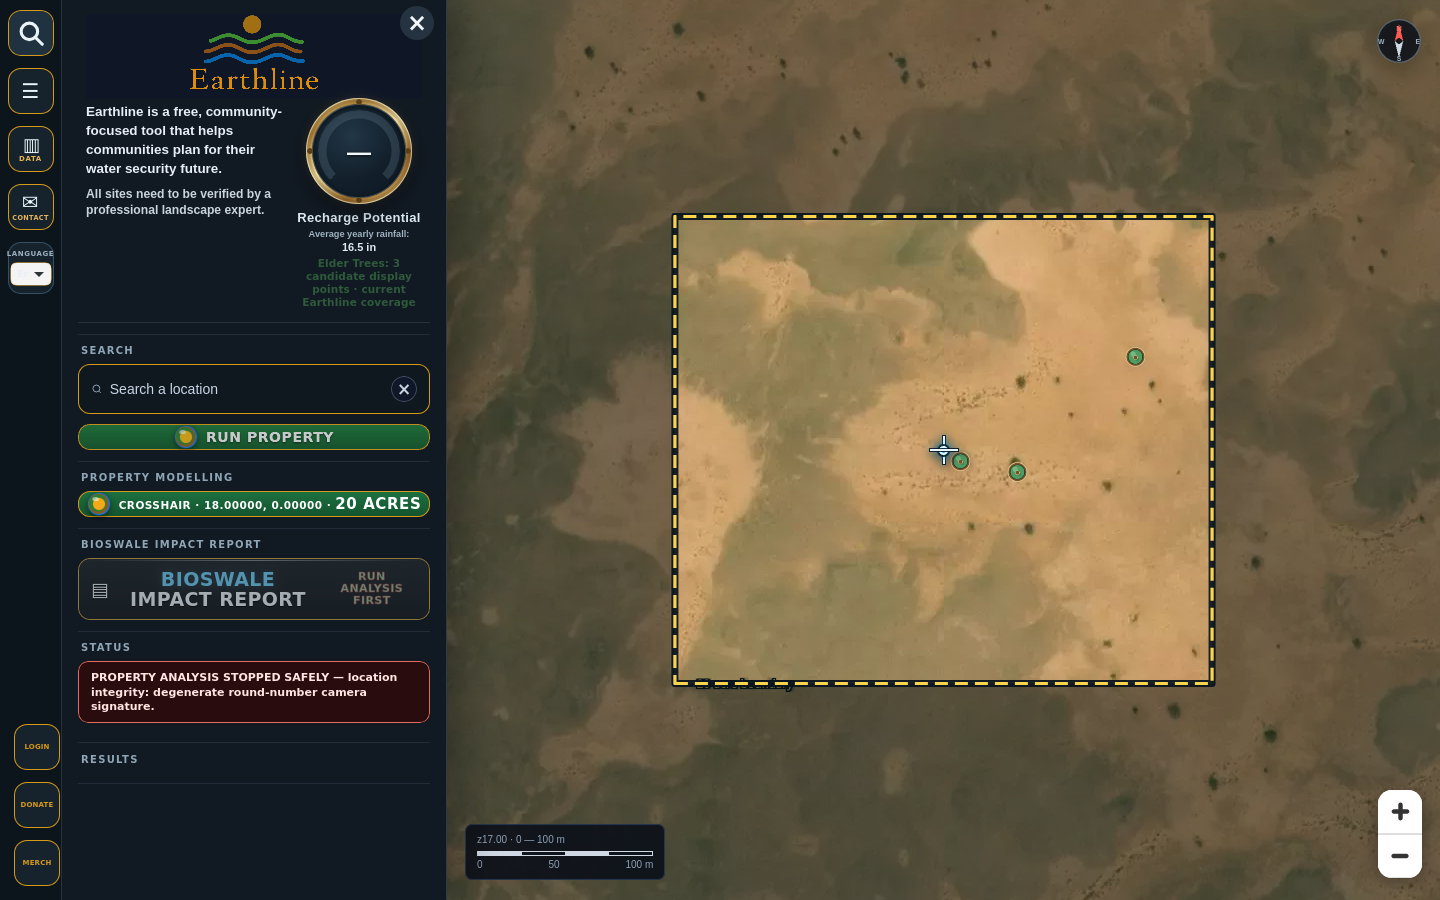 Earthline
Earthline is a free, community-
focused tool that helps
communities plan for their
water security future.
All sites need to be verified by a
professional landscape expert.
—
Recharge Potential
Average yearly rainfall:
16.5 in
Elder Trees: 3
candidate display
points · current
Earthline coverage
DATA
CONTACT
LANGUAGE
SEARCH
Search a location
RUN PROPERTY
PROPERTY MODELLING
CROSSHAIR · 18.00000, 0.00000 · 20 ACRES
BIOSWALE IMPACT REPORT
BIOSWALE
IMPACT REPORT
RUN
ANALYSIS
FIRST
STATUS
PROPERTY ANALYSIS STOPPED SAFELY — location
integrity: degenerate round-number camera
signature.
RESULTS
LOGIN
DONATE
MERCH
z17.00 · 0 — 100 m
0 50 100 m
W E
S